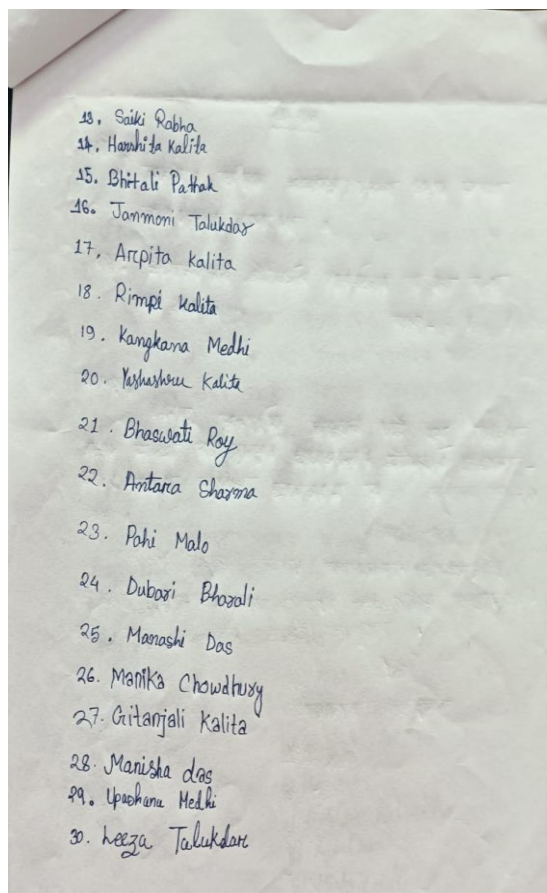 13. Saiki Rabha
14. Harshita Kalita
15. Bhitali Pathak
16. Janmoni Talukdar
17, Arpita Kalita
18. Rimpi Kalita
19. Kangkana Medhi
20. Yashashree Kalita
21. Bhaswati Roy
22. Antara Sharma
23. Pahi Malo
24. Dubari Bharali
25. Manashi Das
26. Manika Chowdhury
27. Gitanjali Kalita
28. Manisha das
29. Upashana Medhi
30. Leeza Talukdar